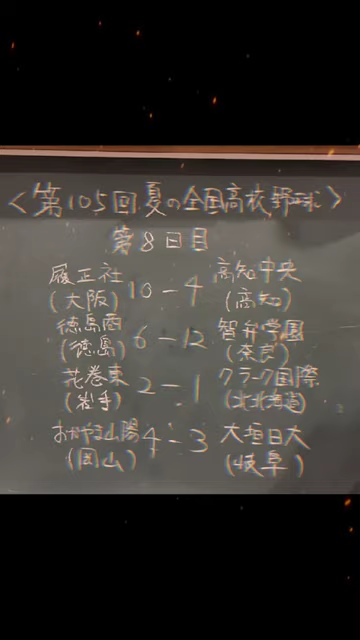 <第105回夏の全国高校野球>
第8日目
履正社 10-4 高知中央
(大阪) (高知)
徳島商 6-12 智弁学園
(徳島) (奈良)
花巻東 2-1 クラーク国際
(岩手) (北北海道)
おかやま山陽 4-3 大垣日大
(岡山) (岐阜)